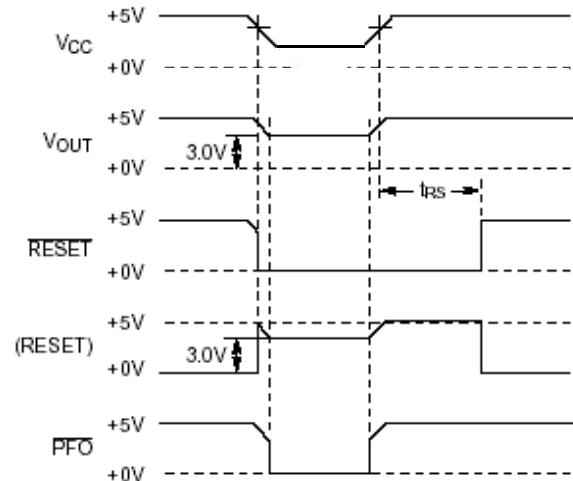 +5V
VCC
+0V
+5V
VOUT
3.0V
+0V
tRS
+5V
RESET
+0V
+5V
(RESET)
3.0V
+0V
+5V
PFO
+0V